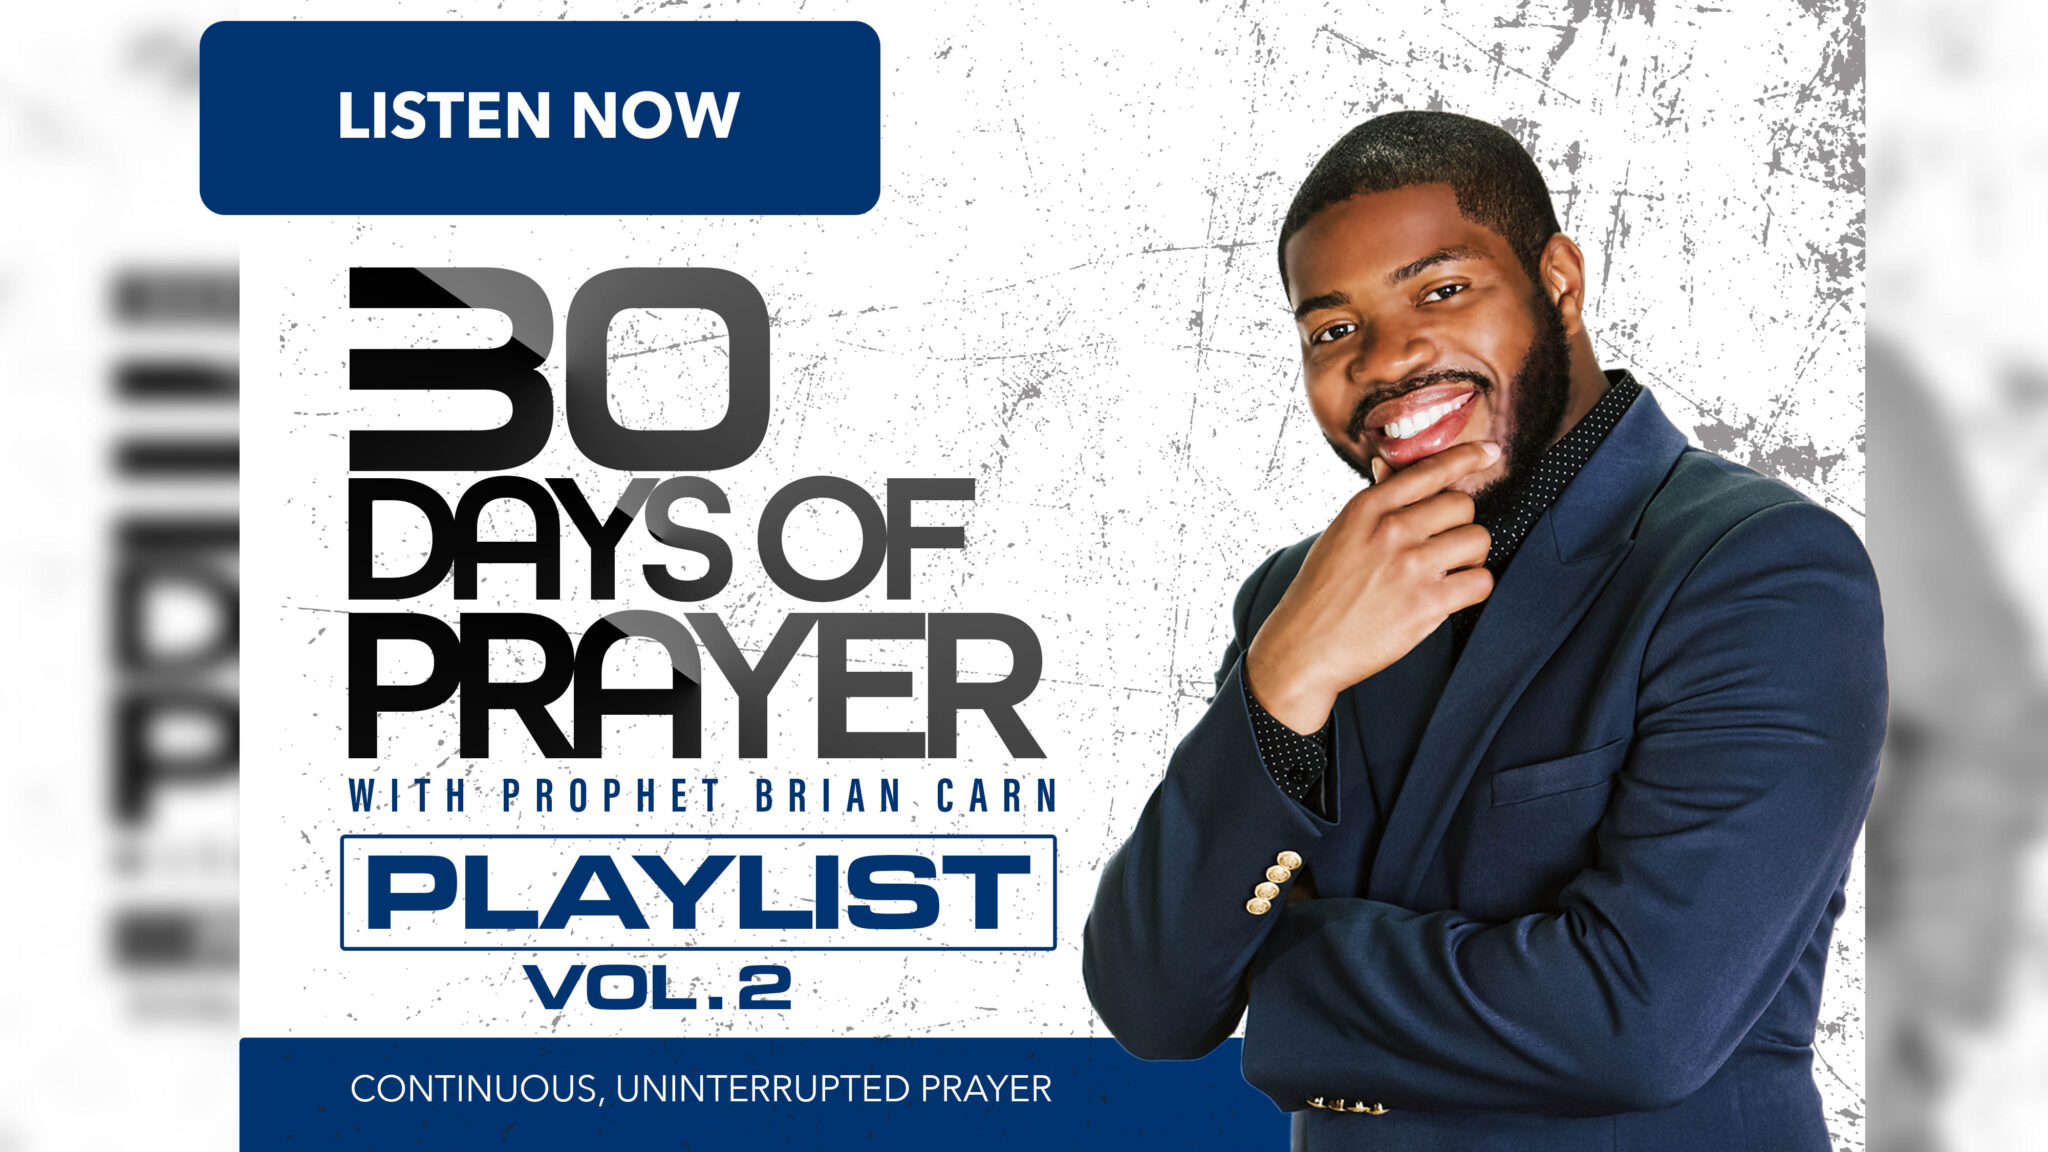 LISTEN NOW
30
DAYS OF
PRAYER
WITH PROPHET BRIAN CARN
PLAYLIST
VOL. 2
CONTINUOUS, UNINTERRUPTED PRAYER